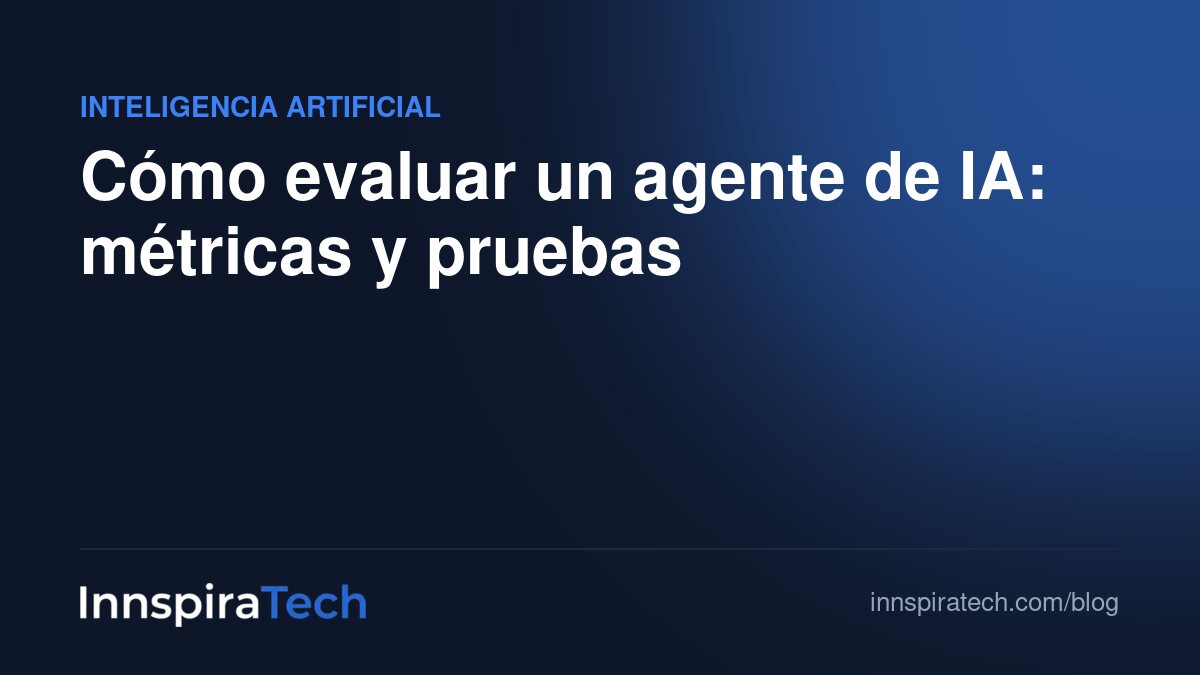 INTELIGENCIA ARTIFICIAL
Cómo evaluar un agente de IA:
métricas y pruebas
InnspiraTech
innspiratech.com/blog